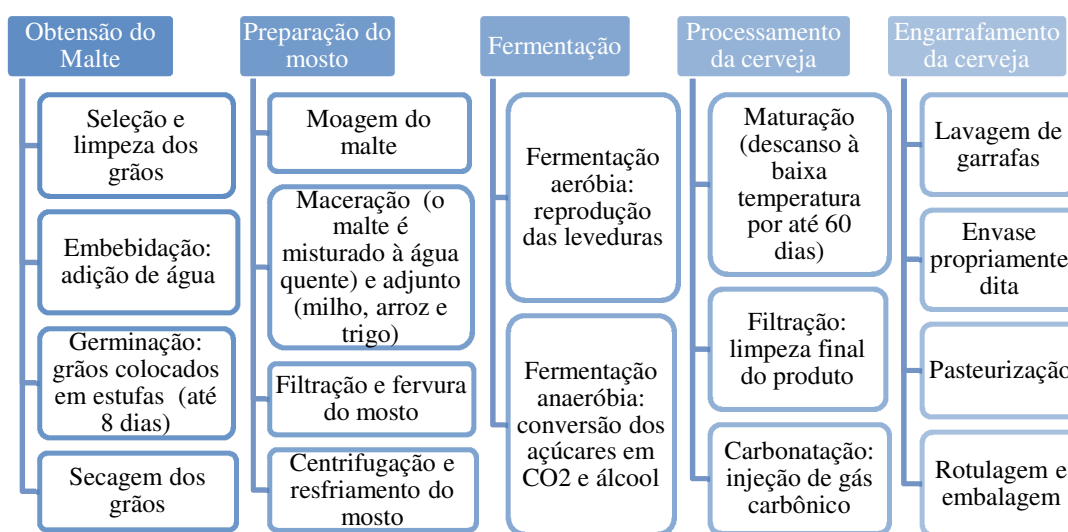 Obtensão do
Malte
Seleção e
limpeza dos
grãos
Embebidação:
adição de água
Germinação:
grãos colocados
em estufas (até
8 dias)
Secagem dos
grãos
Preparação do
mosto
Moagem do
malte
Maceração (o
malte é
misturado à água
quente) e adjunto
(milho, arroz e
trigo)
Filtração e fervura
do mosto
Centrifugação e
resfriamento do
mosto
Fermentação
Fermentação
aeróbia:
reprodução
das leveduras
Fermentação
anaeróbia:
conversão dos
açúcares em
CO2 e álcool
Processamento
da cerveja
Maturação
(descanso à
baixa
temperatura
por até 60
dias)
Filtração:
limpeza final
do produto
Carbonatação:
injeção de gás
carbônico
Engarrafamento
da cerveja
Lavagem de
garrafas
Envase
propriamente
dita
Pasteurização
Rotulagem e
embalagem